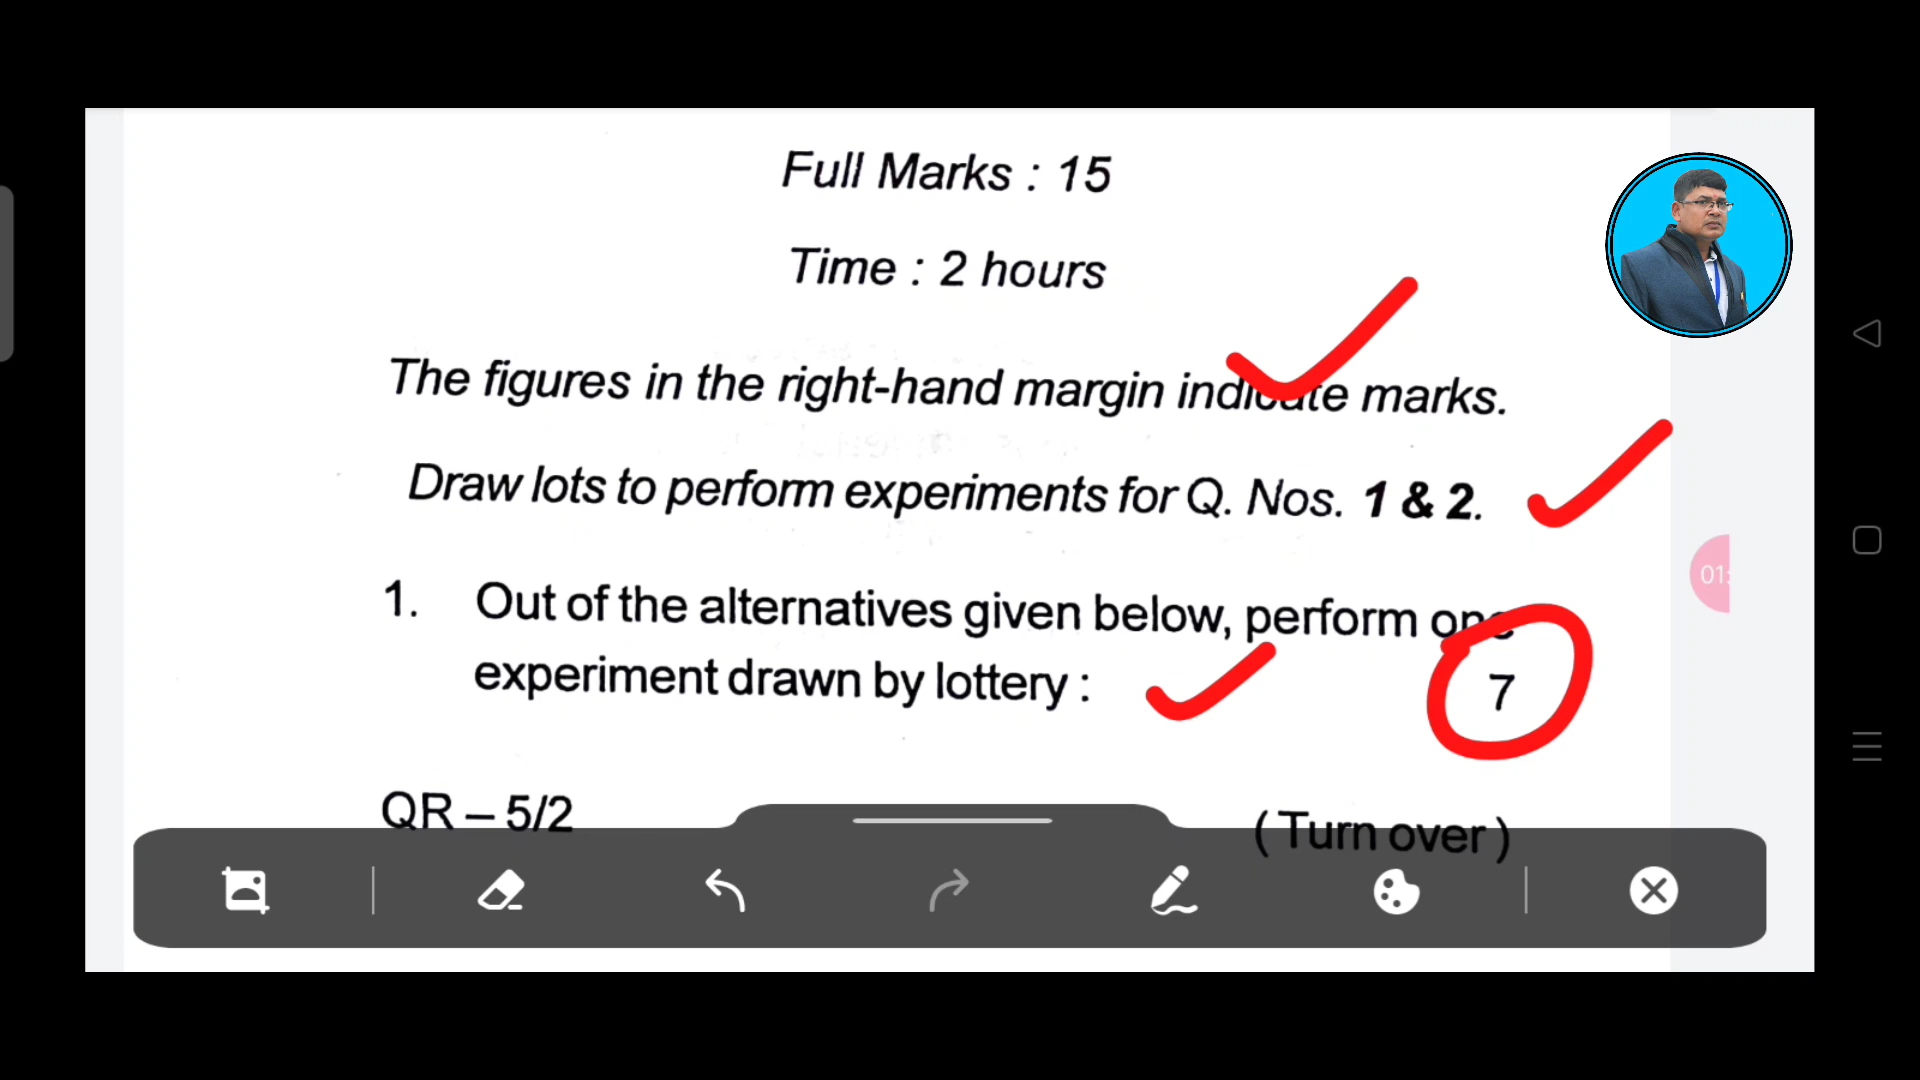 Full Marks : 15
Time : 2 hours
The figures in the right-hand margin indicate marks.
Draw lots to perform experiments for Q. Nos. 1 & 2.
1. Out of the alternatives given below, perform one
experiment drawn by lottery : 7
QR – 5/2 (Turn over)
01: